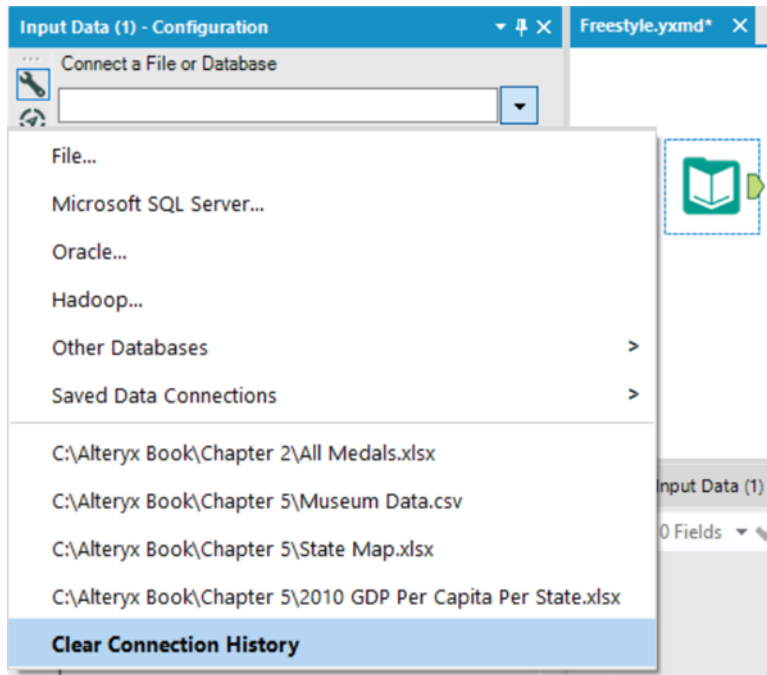 Input Data (1) - Configuration
Freestyle.yxmd*
Connect a File or Database
File...
Microsoft SQL Server...
Oracle...
Hadoop...
Other Databases >
Saved Data Connections >
C:\Alteryx Book\Chapter 2\All Medals.xlsx
C:\Alteryx Book\Chapter 5\Museum Data.csv
C:\Alteryx Book\Chapter 5\State Map.xlsx
C:\Alteryx Book\Chapter 5\2010 GDP Per Capita Per State.xlsx
Clear Connection History
Input Data (1)
0 Fields